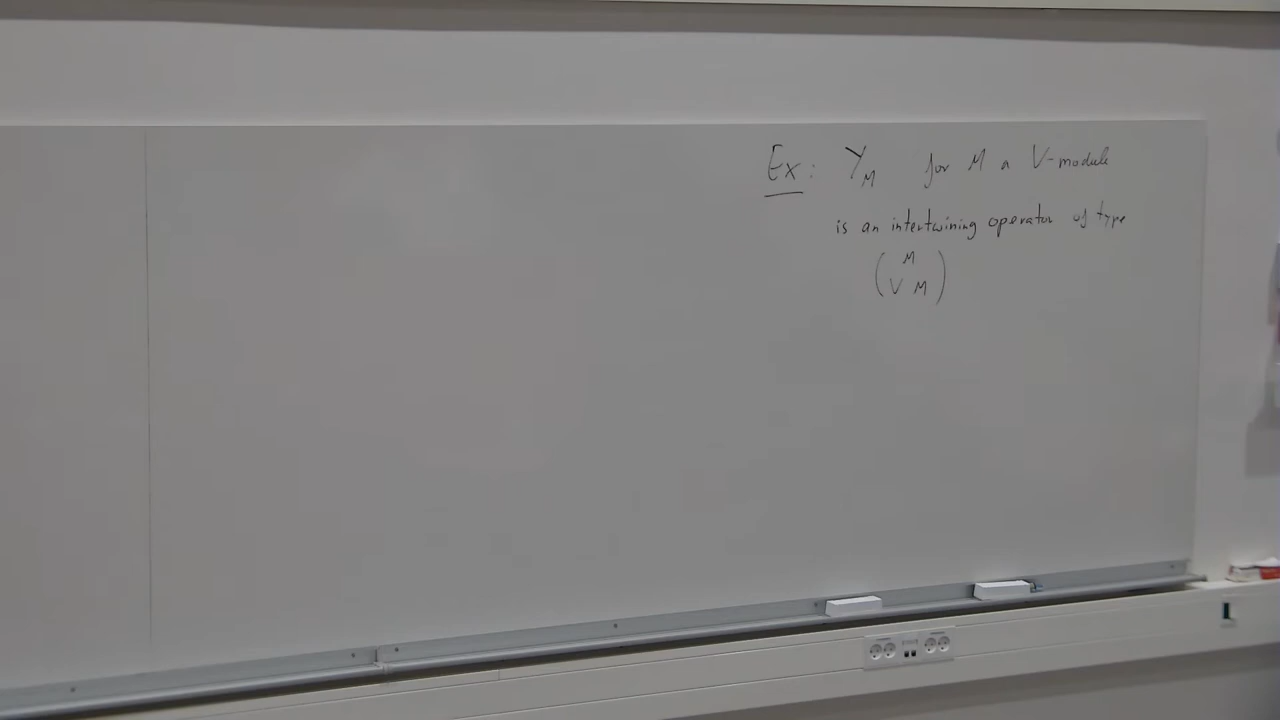 Ex: Y_M for M a V-module
is an intertwining operator of type
( M
V M )